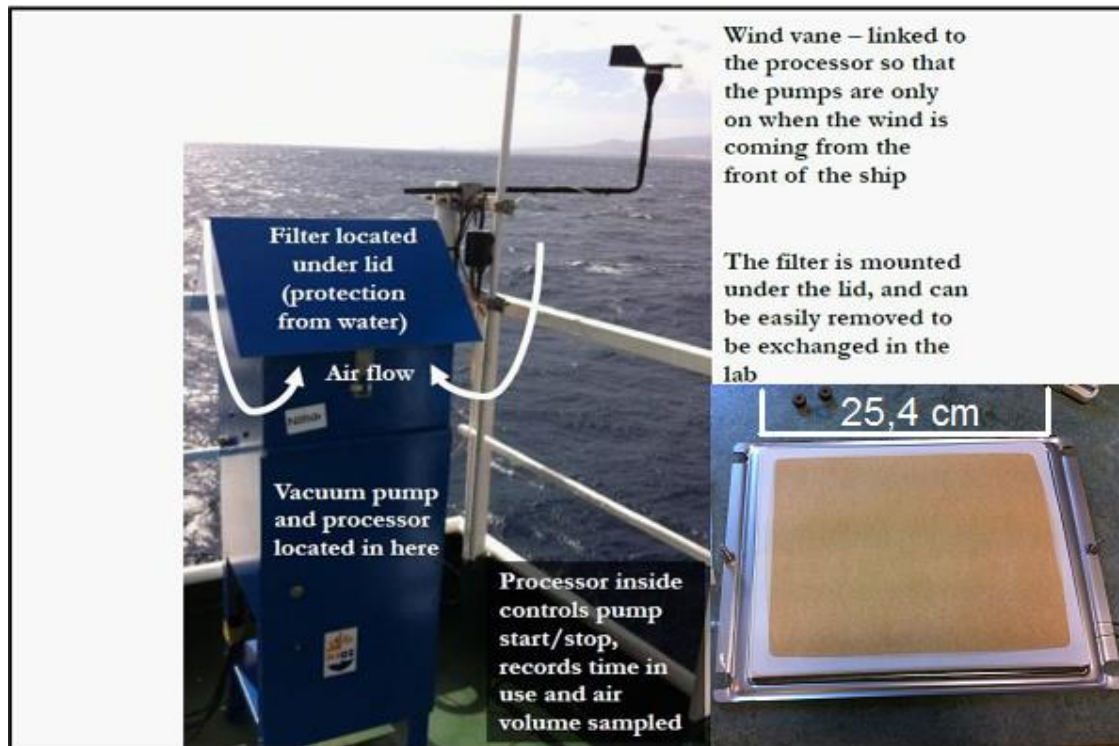 Wind vane – linked to
the processor so that
the pumps are only
on when the wind is
coming from the
front of the ship
Filter located
under lid
(protection
from water)
Air flow
The filter is mounted
under the lid, and can
be easily removed to
be exchanged in the
lab
25,4 cm
Vacuum pump
and processor
located in here
Processor inside
controls pump
start/stop,
records time in
use and air
volume sampled